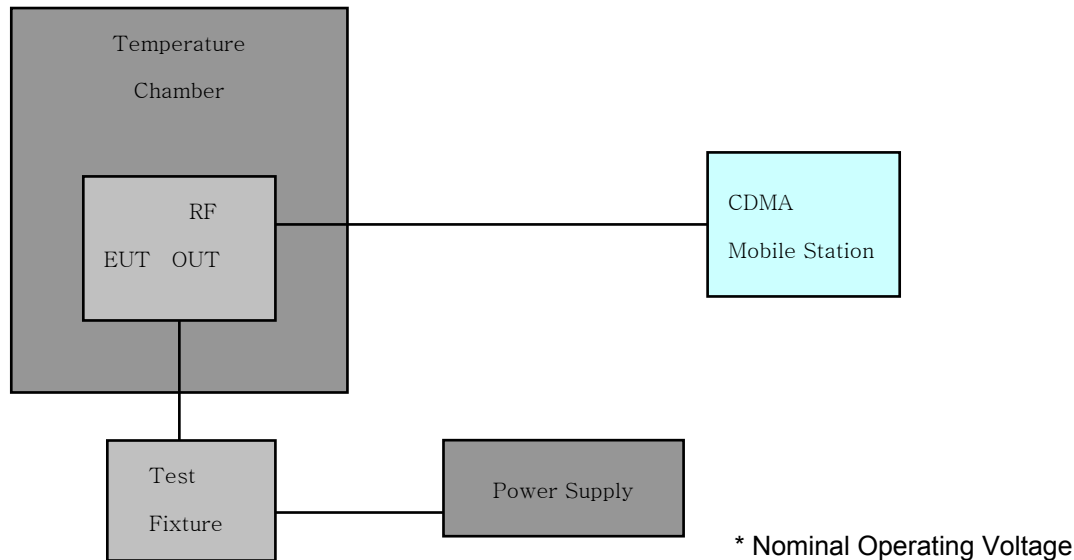 Temperature
Chamber
RF
EUT OUT
CDMA
Mobile Station
Test
Fixture
Power Supply
* Nominal Operating Voltage